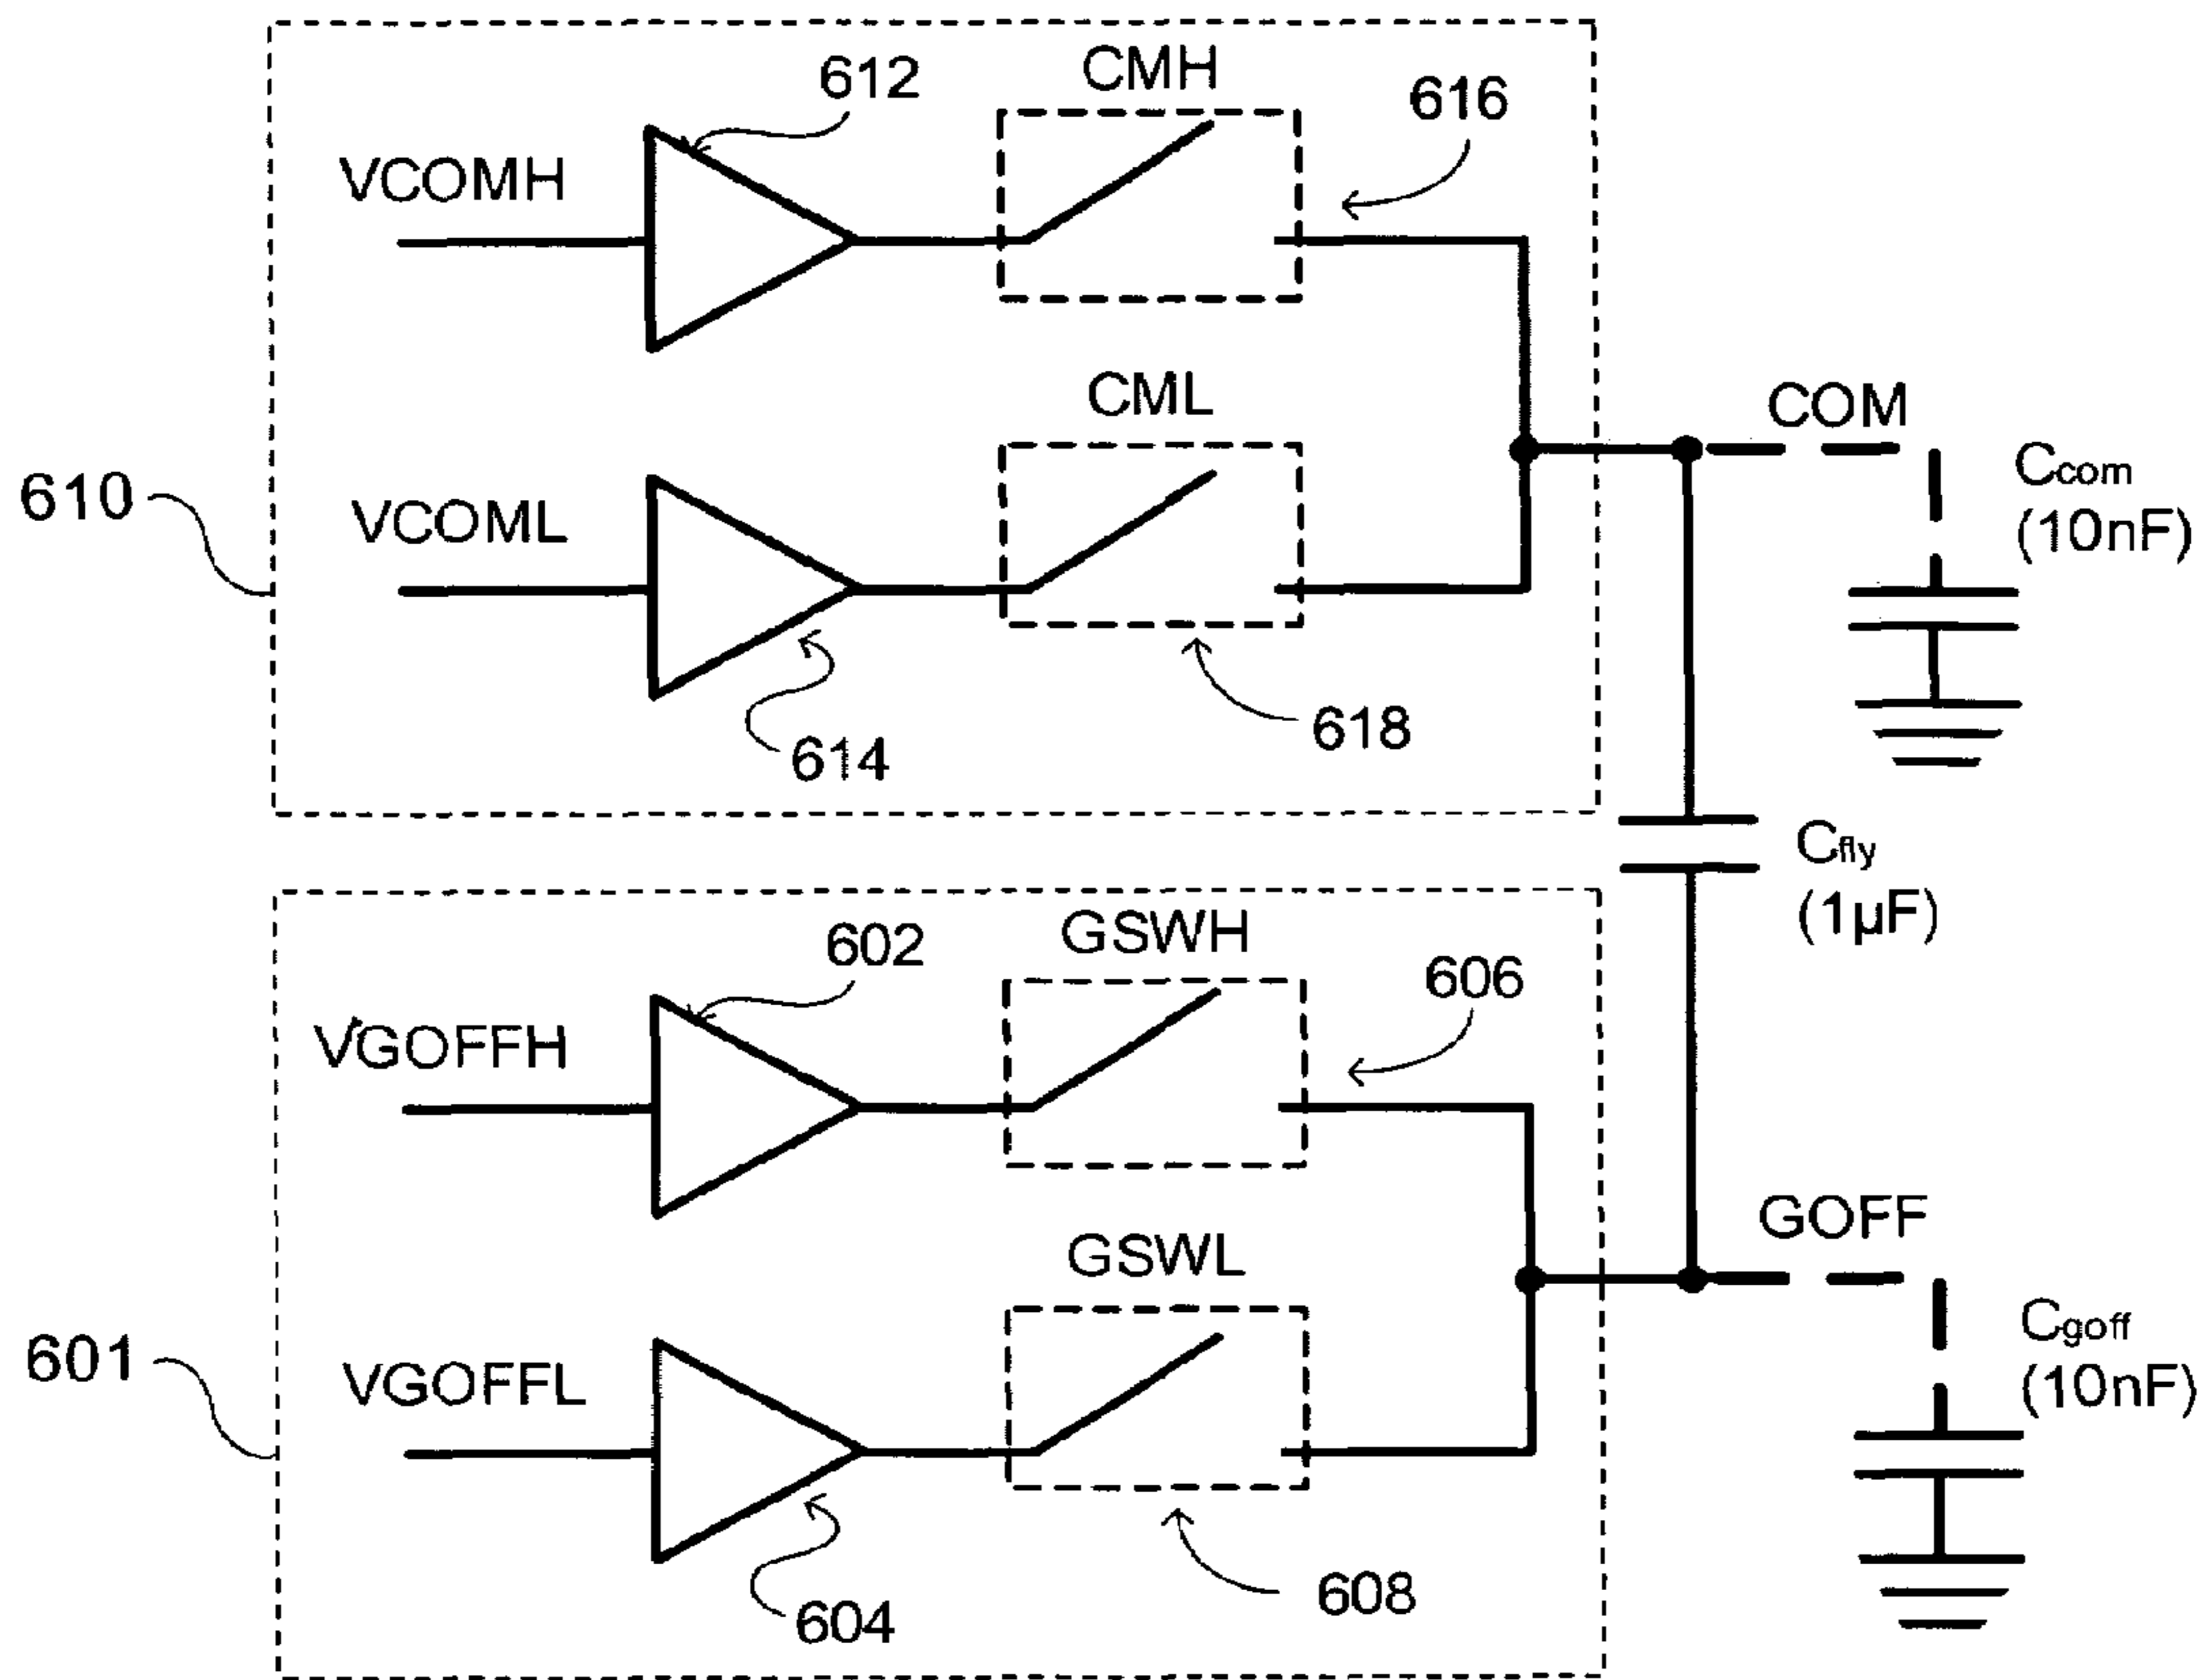 612
CMH
616
VCOMH
CML
COM
Ccom
(10nF)
610
VCOML
614
618
Cfly
(1µF)
602
GSWH
606
VGOFFH
GSWL
GOFF
Cgoff
(10nF)
601
VGOFFL
604
608